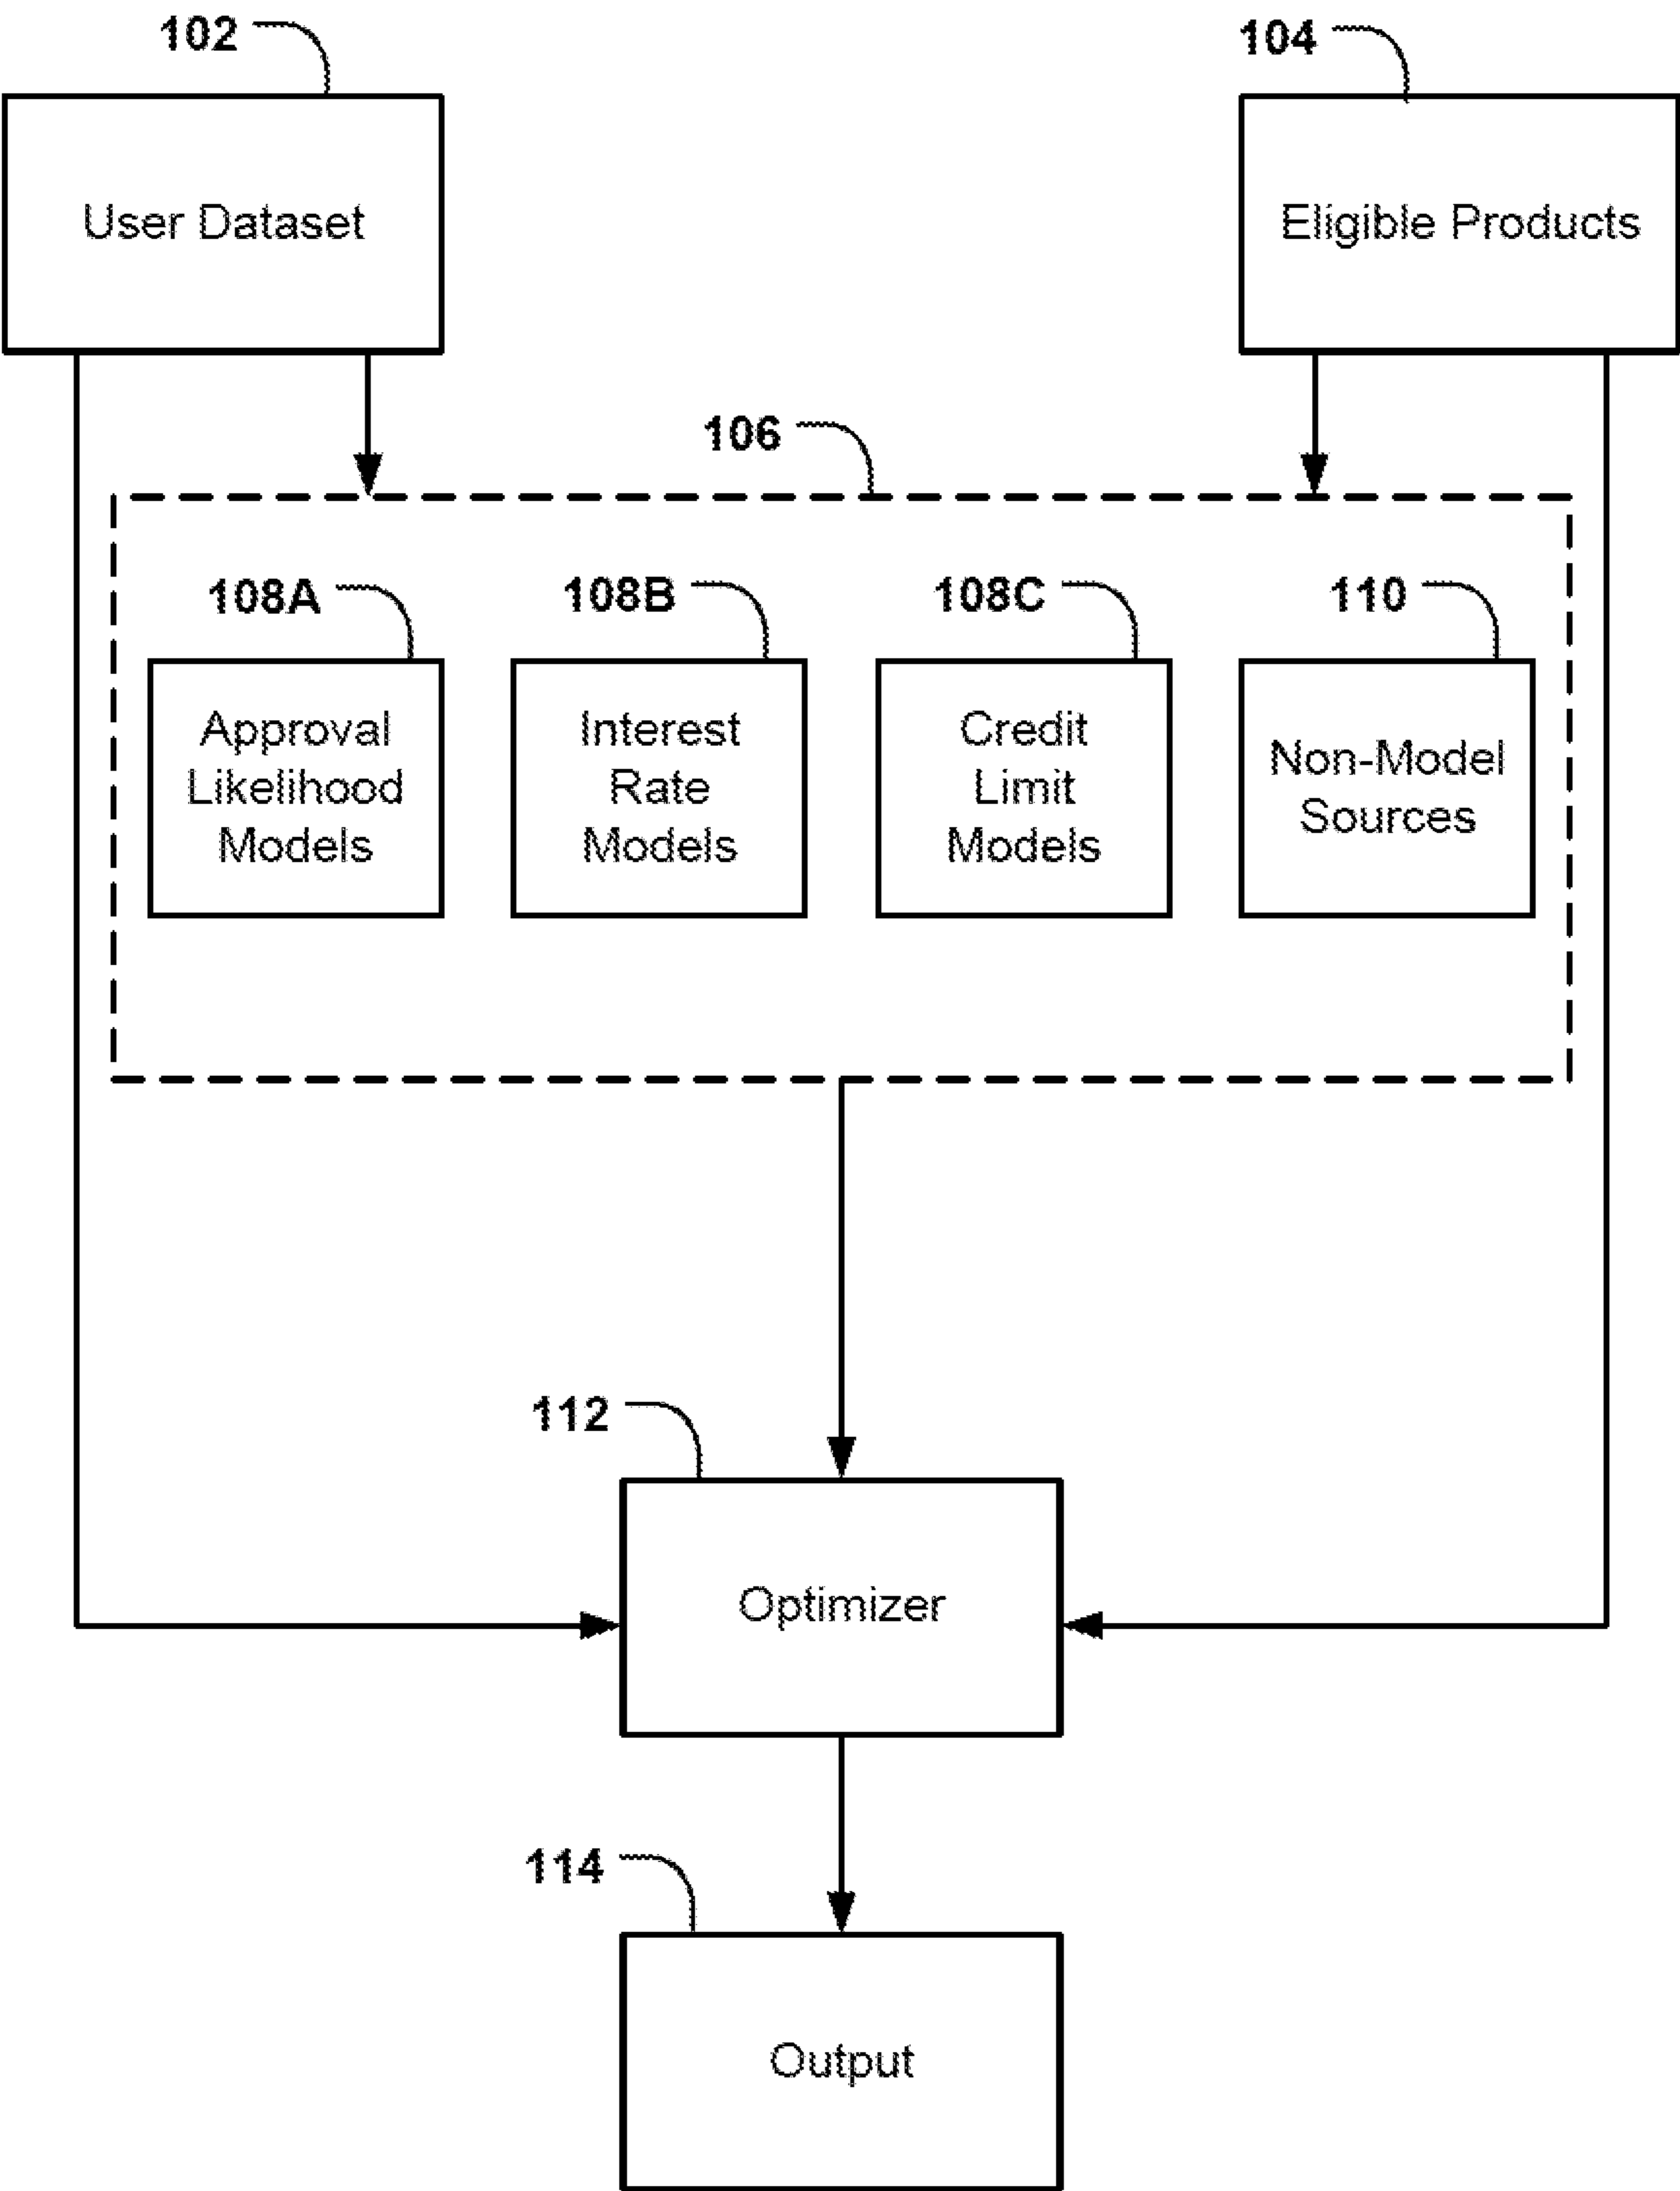 102
104
User Dataset
Eligible Products
106
108A
108B
108C
110
Approval
Likelihood
Models
Interest
Rate
Models
Credit
Limit
Models
Non-Model
Sources
112
Optimizer
114
Output